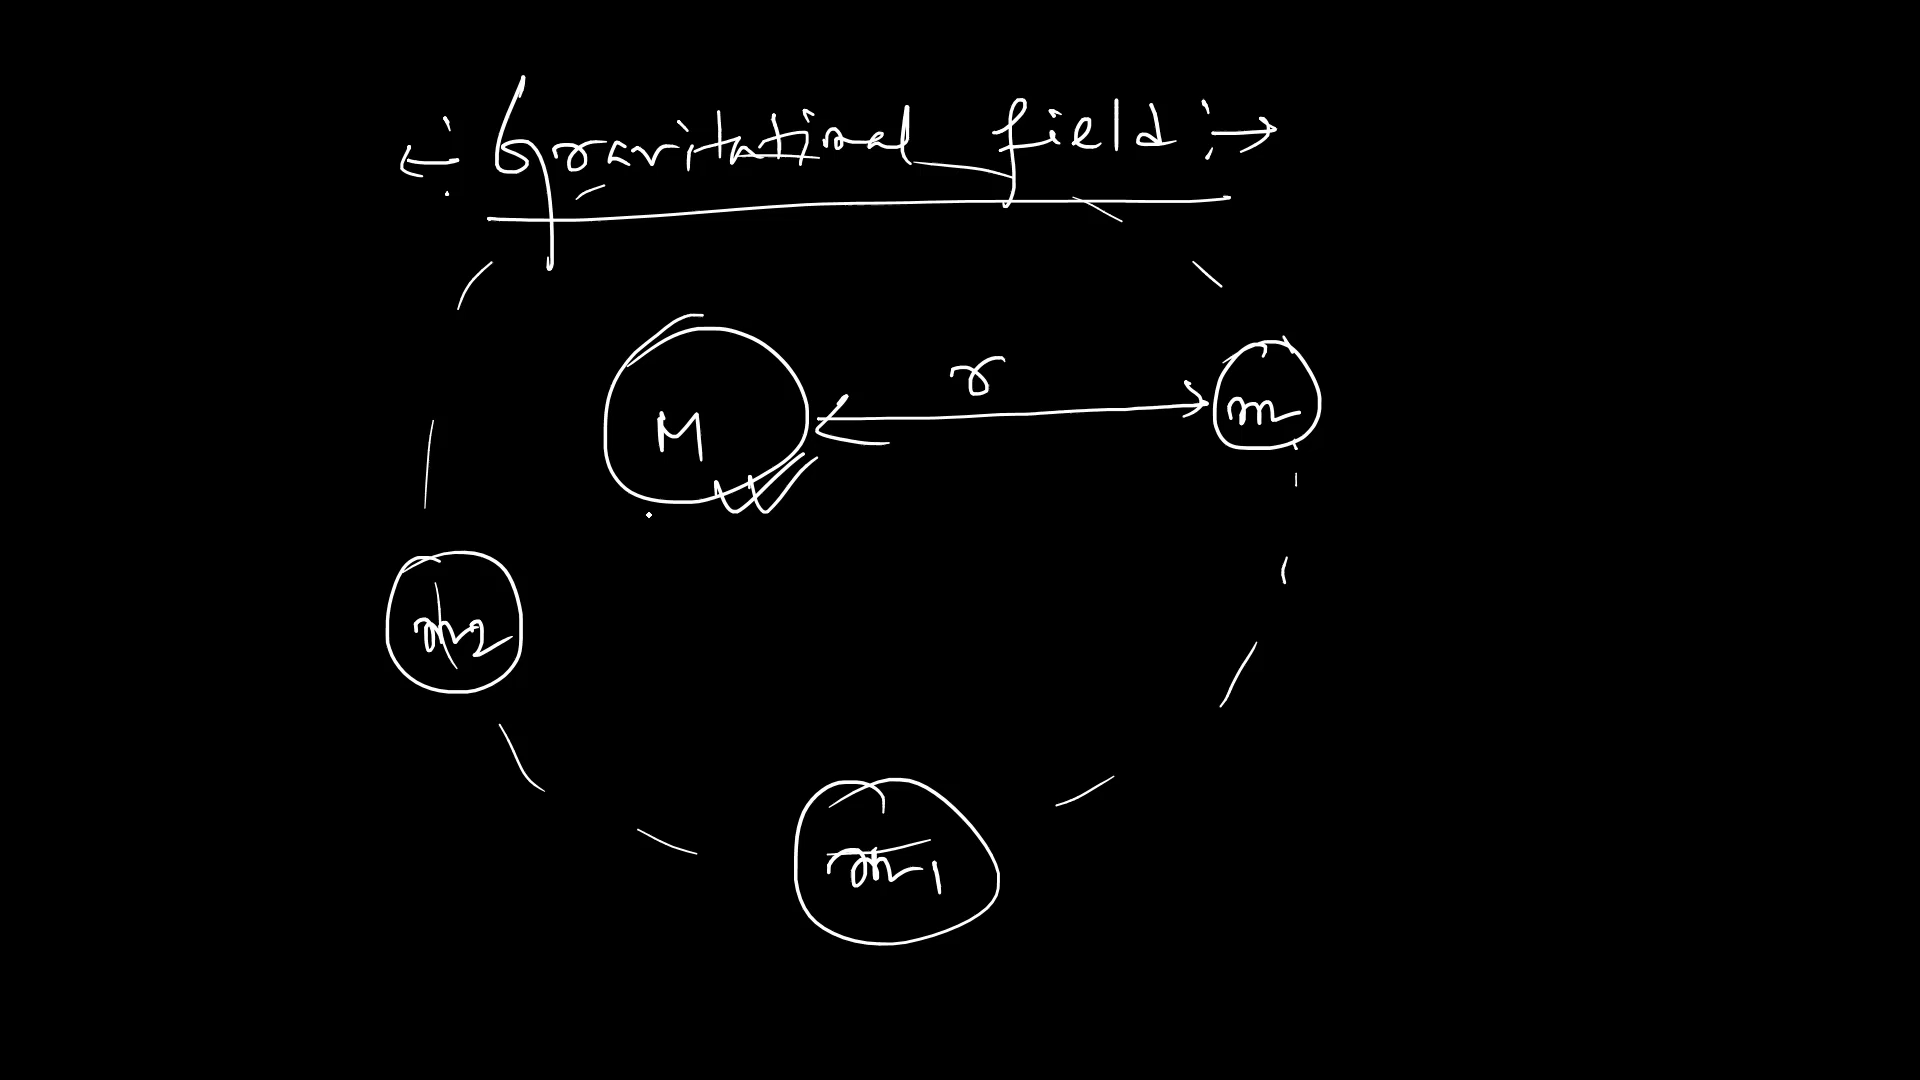 ←:- Gravitational field :→
M
r
m
m2
m1